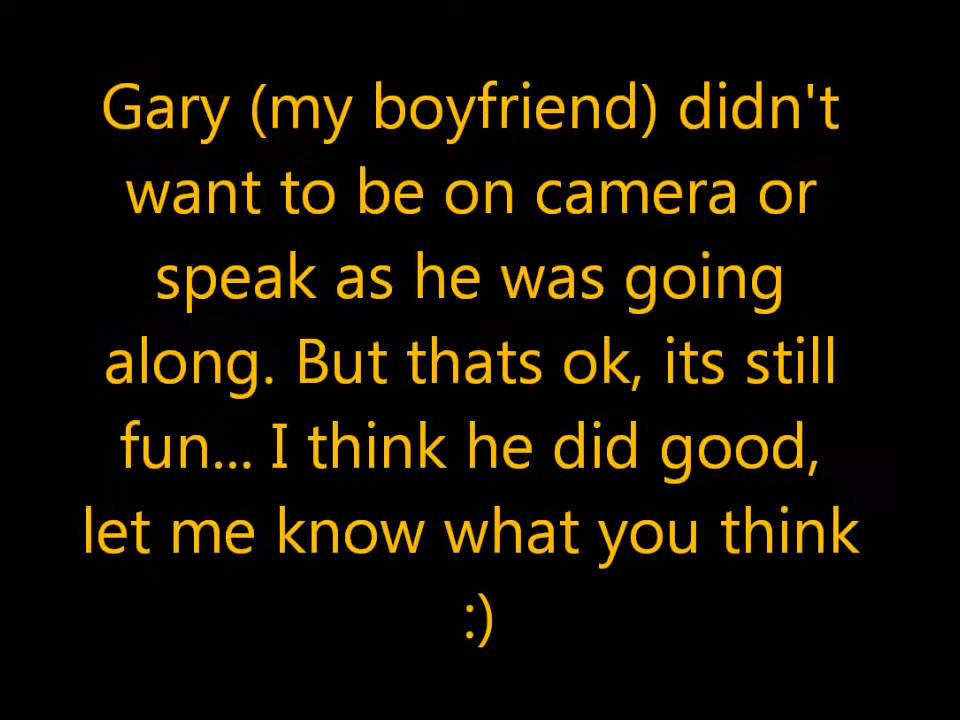 Gary (my boyfriend) didn't
want to be on camera or
speak as he was going
along. But thats ok, its still
fun... I think he did good,
let me know what you think
:)